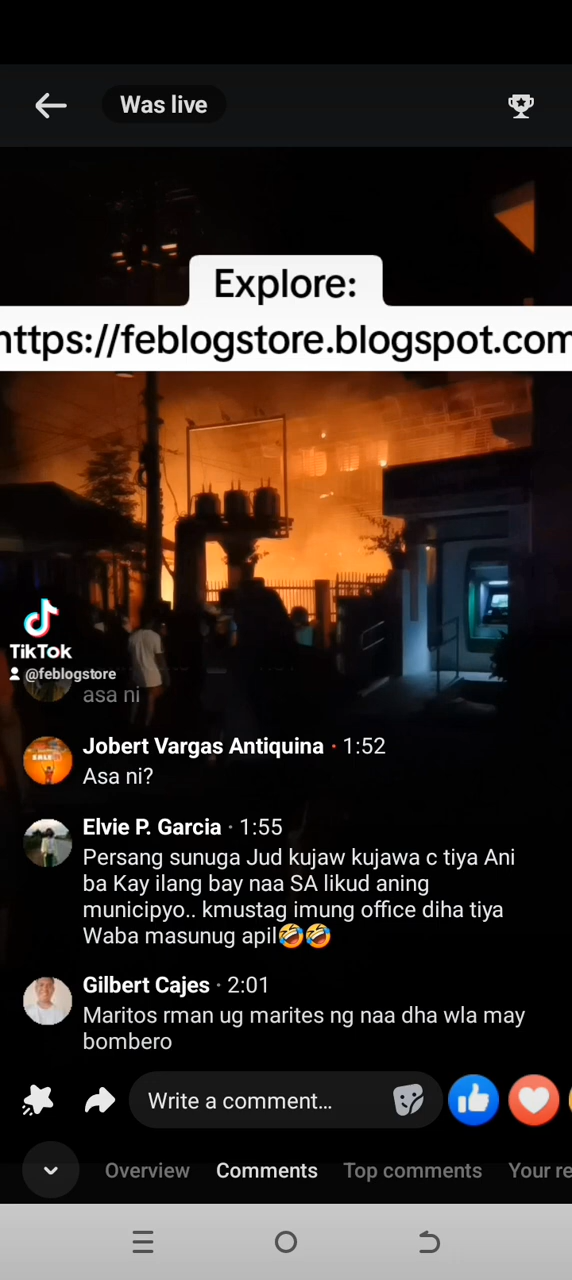 Was live
Explore:
https://feblogstore.blogspot.com
TikTok
@feblogstore
asa ni
Jobert Vargas Antiquina · 1:52
Asa ni?
Elvie P. Garcia · 1:55
Persang sunuga Jud kujaw kujawa c tiya Ani
ba Kay ilang bay naa SA likud aning
municipyo.. kmustag imung office diha tiya
Waba masunug apil🤣🤣
Gilbert Cajes · 2:01
Maritos rman ug marites ng naa dha wla may
bombero
Write a comment...
Overview Comments Top comments Your re